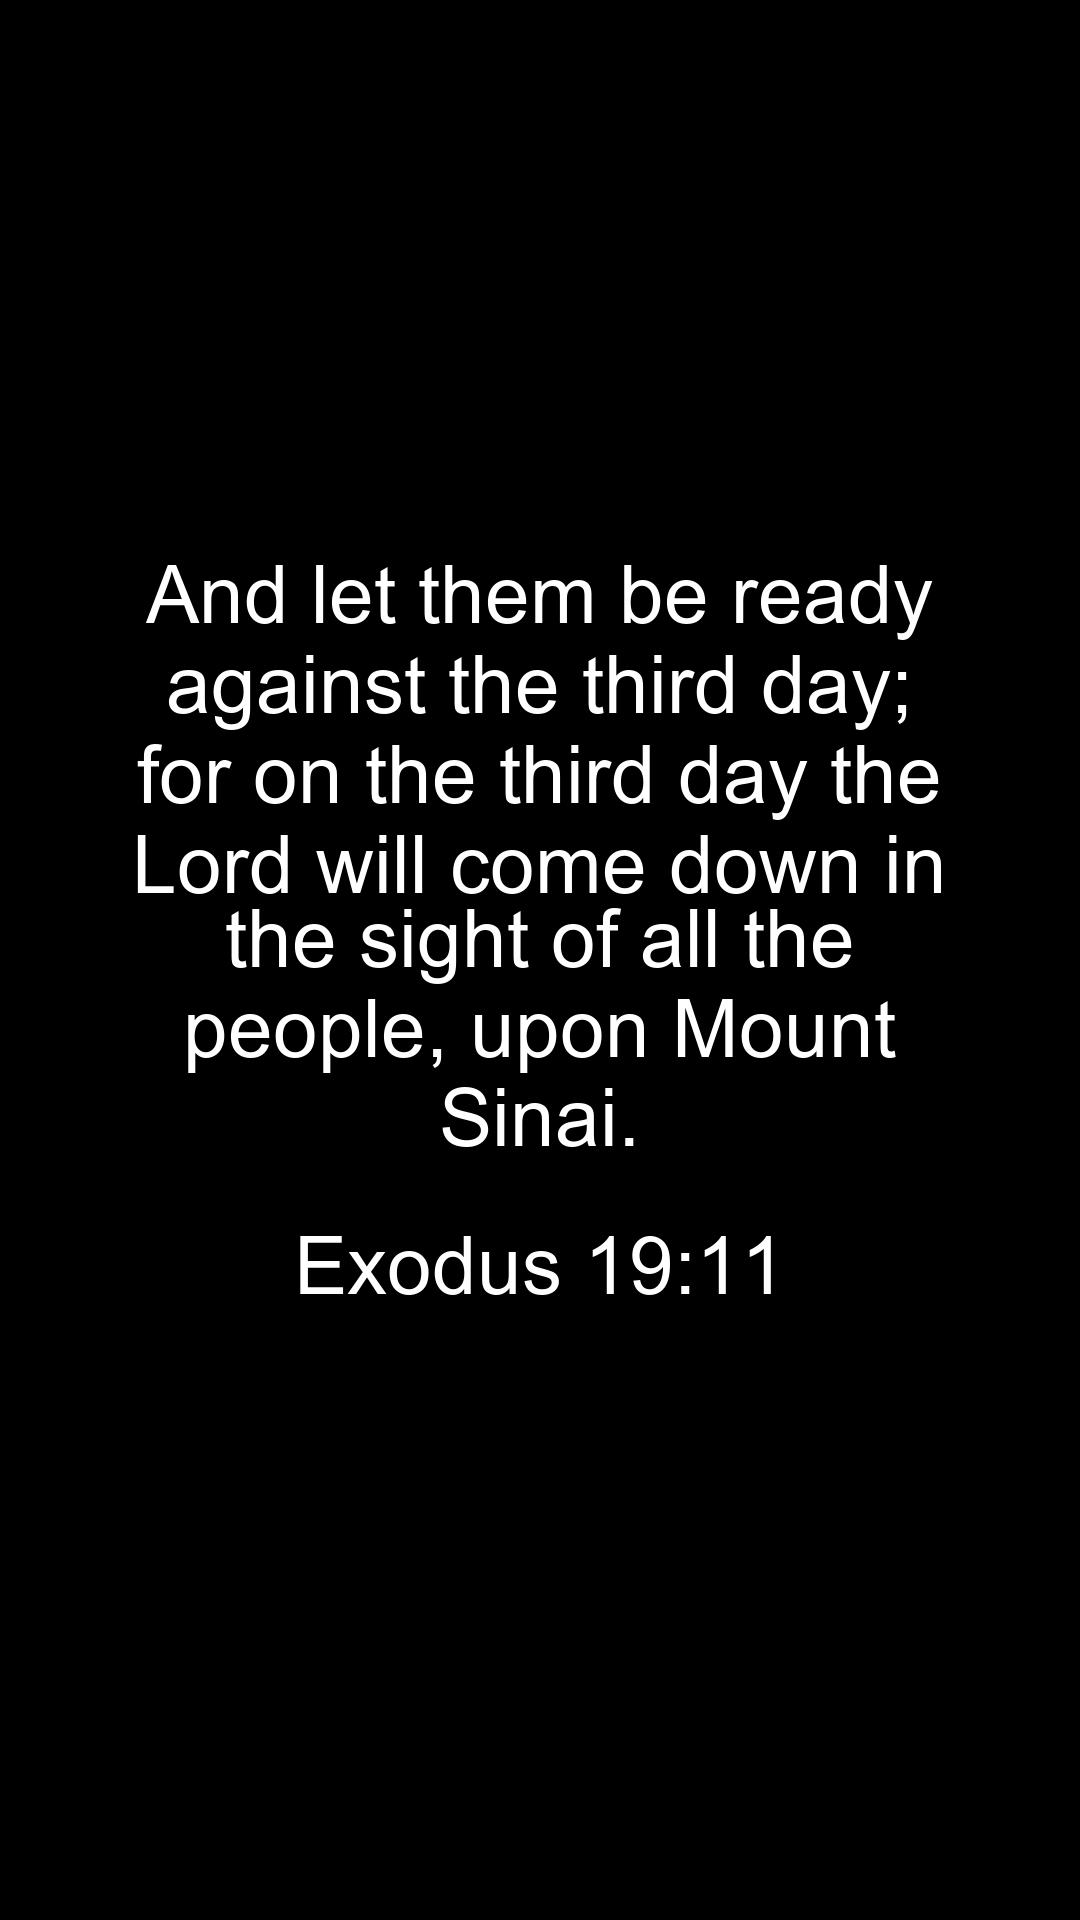 And let them be ready
against the third day;
for on the third day the
Lord will come down in
the sight of all the
people, upon Mount
Sinai.
Exodus 19:11